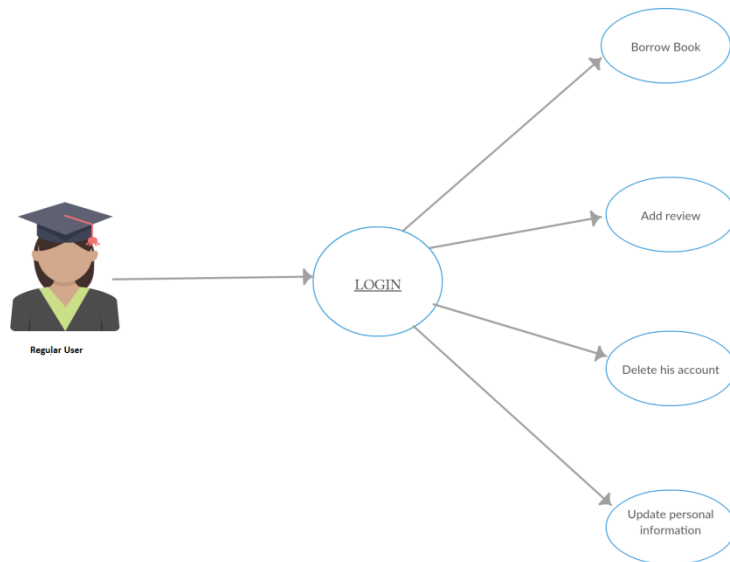 Borrow Book
Add review
LOGIN
Regular User
Delete his account
Update personal
information